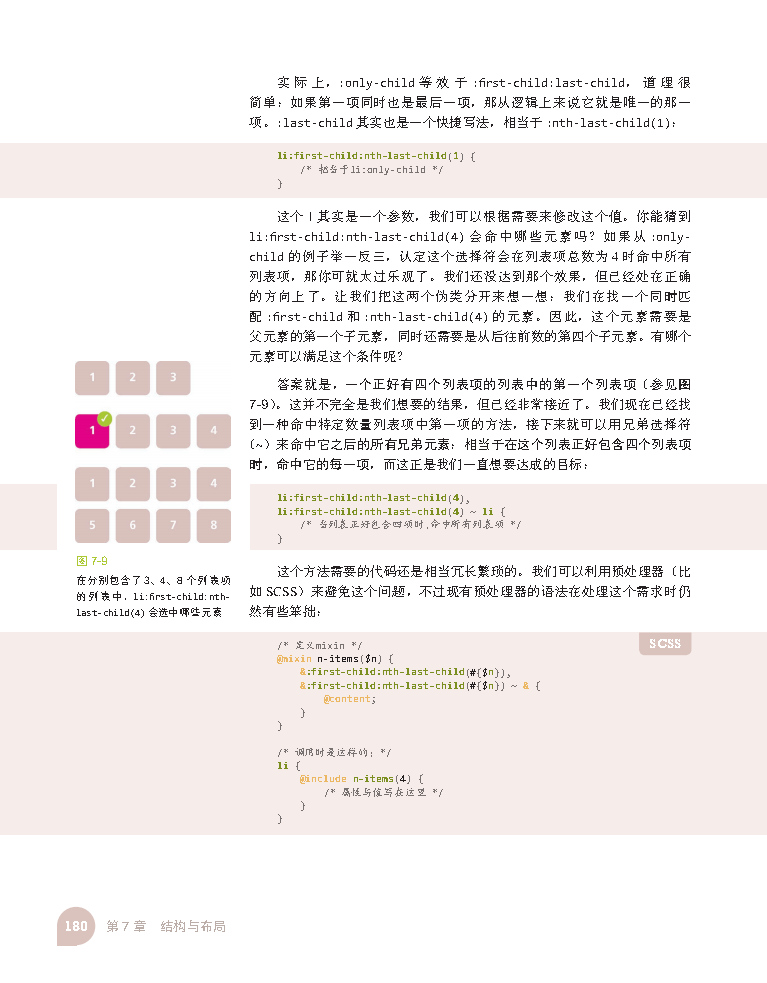 实际上，:only-child 等效于 :first-child:last-child，道理很
简单：如果第一项同时也是最后一项，那从逻辑上来说它就是唯一的那一
项。:last-child 其实也是一个快捷写法，相当于 :nth-last-child(1)：
li:first-child:nth-last-child(1) {
/* 相当于li:only-child */
}
这个 1 其实是一个参数，我们可以根据需要来修改这个值。你能猜到
li:first-child:nth-last-child(4) 会命中哪些元素吗？如果从 :only-
child 的例子举一反三，认定这个选择符会在列表项总数为 4 时命中所有
列表项，那你可就太过乐观了。我们还没达到那个效果，但已经处在正确
的方向上了。让我们把这两个伪类分开来想一想：我们在找一个同时匹
配 :first-child 和 :nth-last-child(4) 的元素。因此，这个元素需要是
父元素的第一个子元素，同时还需要是从后往前数的第四个子元素。有哪个
元素可以满足这个条件呢？
答案就是，一个正好有四个列表项的列表中的第一个列表项（参见图
7-9）。这并不完全是我们想要的结果，但已经非常接近了。我们现在已经找
到一种命中特定数量列表项中第一项的方法，接下来就可以用兄弟选择符
（~）来命中它之后的所有兄弟元素：相当于在这个列表正好包含四个列表项
时，命中它的每一项，而这正是我们一直想要达成的目标：
1 2 3
1 2 3 4
1 2 3 4
5 6 7 8
图 7-9
在分别包含了 3、4、8 个列表项
的列表中，li:first-child:nth-
last-child(4) 会选中哪些元素
li:first-child:nth-last-child(4),
li:first-child:nth-last-child(4) ~ li {
/* 当列表正好包含四项时,命中所有列表项 */
}
这个方法需要的代码还是相当冗长繁琐的。我们可以利用预处理器（比
如 SCSS）来避免这个问题，不过现有预处理器的语法在处理这个需求时仍
然有些笨拙：
SCSS
/* 定义mixin */
@mixin n-items($n) {
&:first-child:nth-last-child(#{$n}),
&:first-child:nth-last-child(#{$n}) ~ & {
@content;
}
}
/* 调用时是这样的：*/
li {
@include n-items(4) {
/* 属性与值写在这里 */
}
}
180 第 7 章 结构与布局